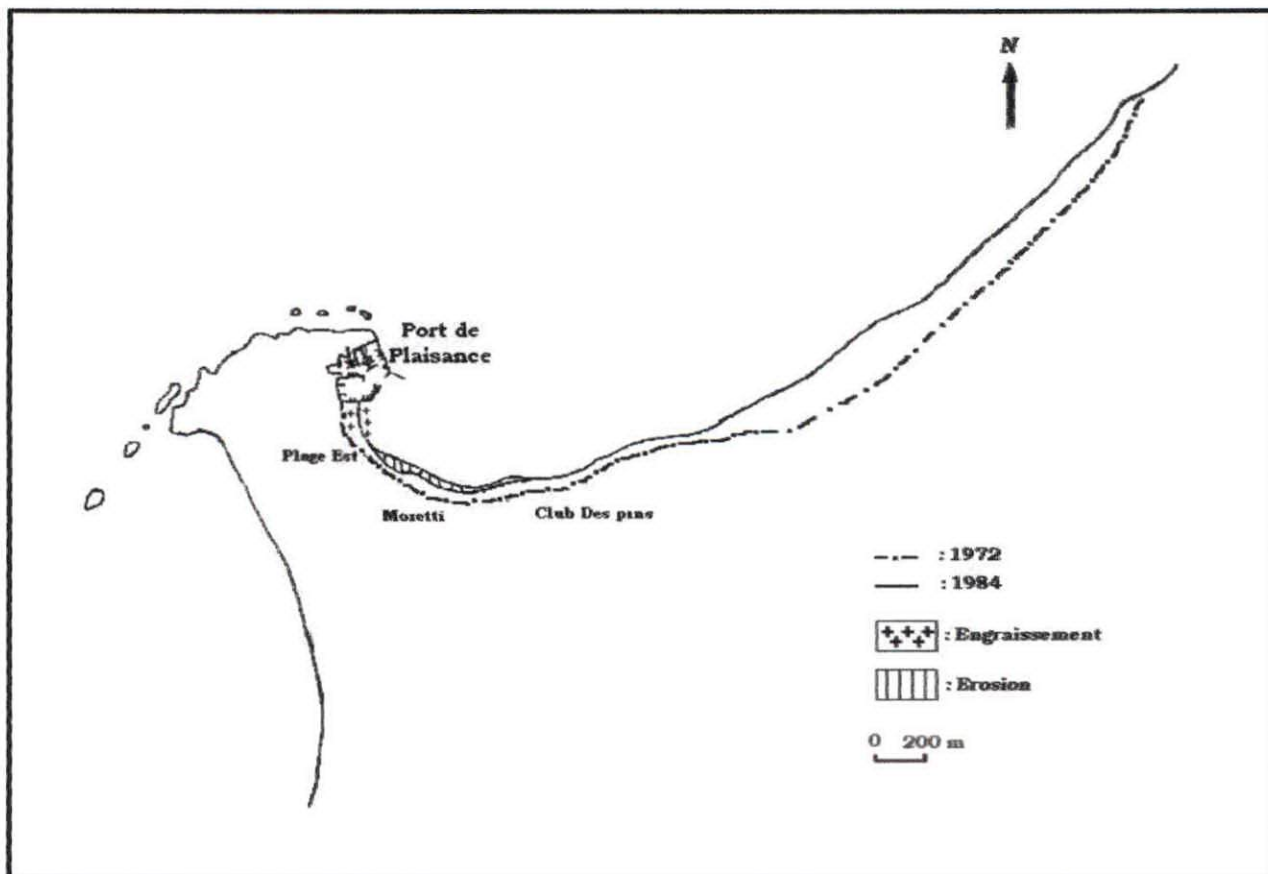 N
Port de
Plaisance
Plage Est
Moretti
Club Des pins
: 1972
: 1984
: Engraissement
: Erosion
0 200 m